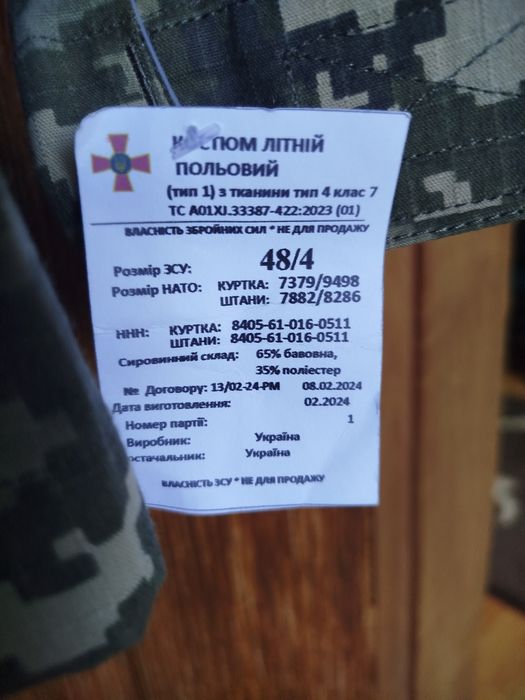 КОСТЮМ ЛІТНІЙ
ПОЛЬОВИЙ
(тип 1) з тканини тип 4 клас 7
ТС А01XJ.33387-422:2023 (01)
ВЛАСНІСТЬ ЗБРОЙНИХ СИЛ * НЕ ДЛЯ ПРОДАЖУ
Розмір ЗСУ: 48/4
Розмір НАТО: КУРТКА: 7379/9498
ШТАНИ: 7882/8286
ННН: КУРТКА: 8405-61-016-0511
ШТАНИ: 8405-61-016-0511
Сировинний склад: 65% бавовна,
35% поліестер
№ Договору: 13/02-24-РМ 08.02.2024
Дата виготовлення: 02.2024
Номер партії: 1
Виробник: Україна
остачальник: Україна
ВЛАСНІСТЬ ЗСУ * НЕ ДЛЯ ПРОДАЖУ